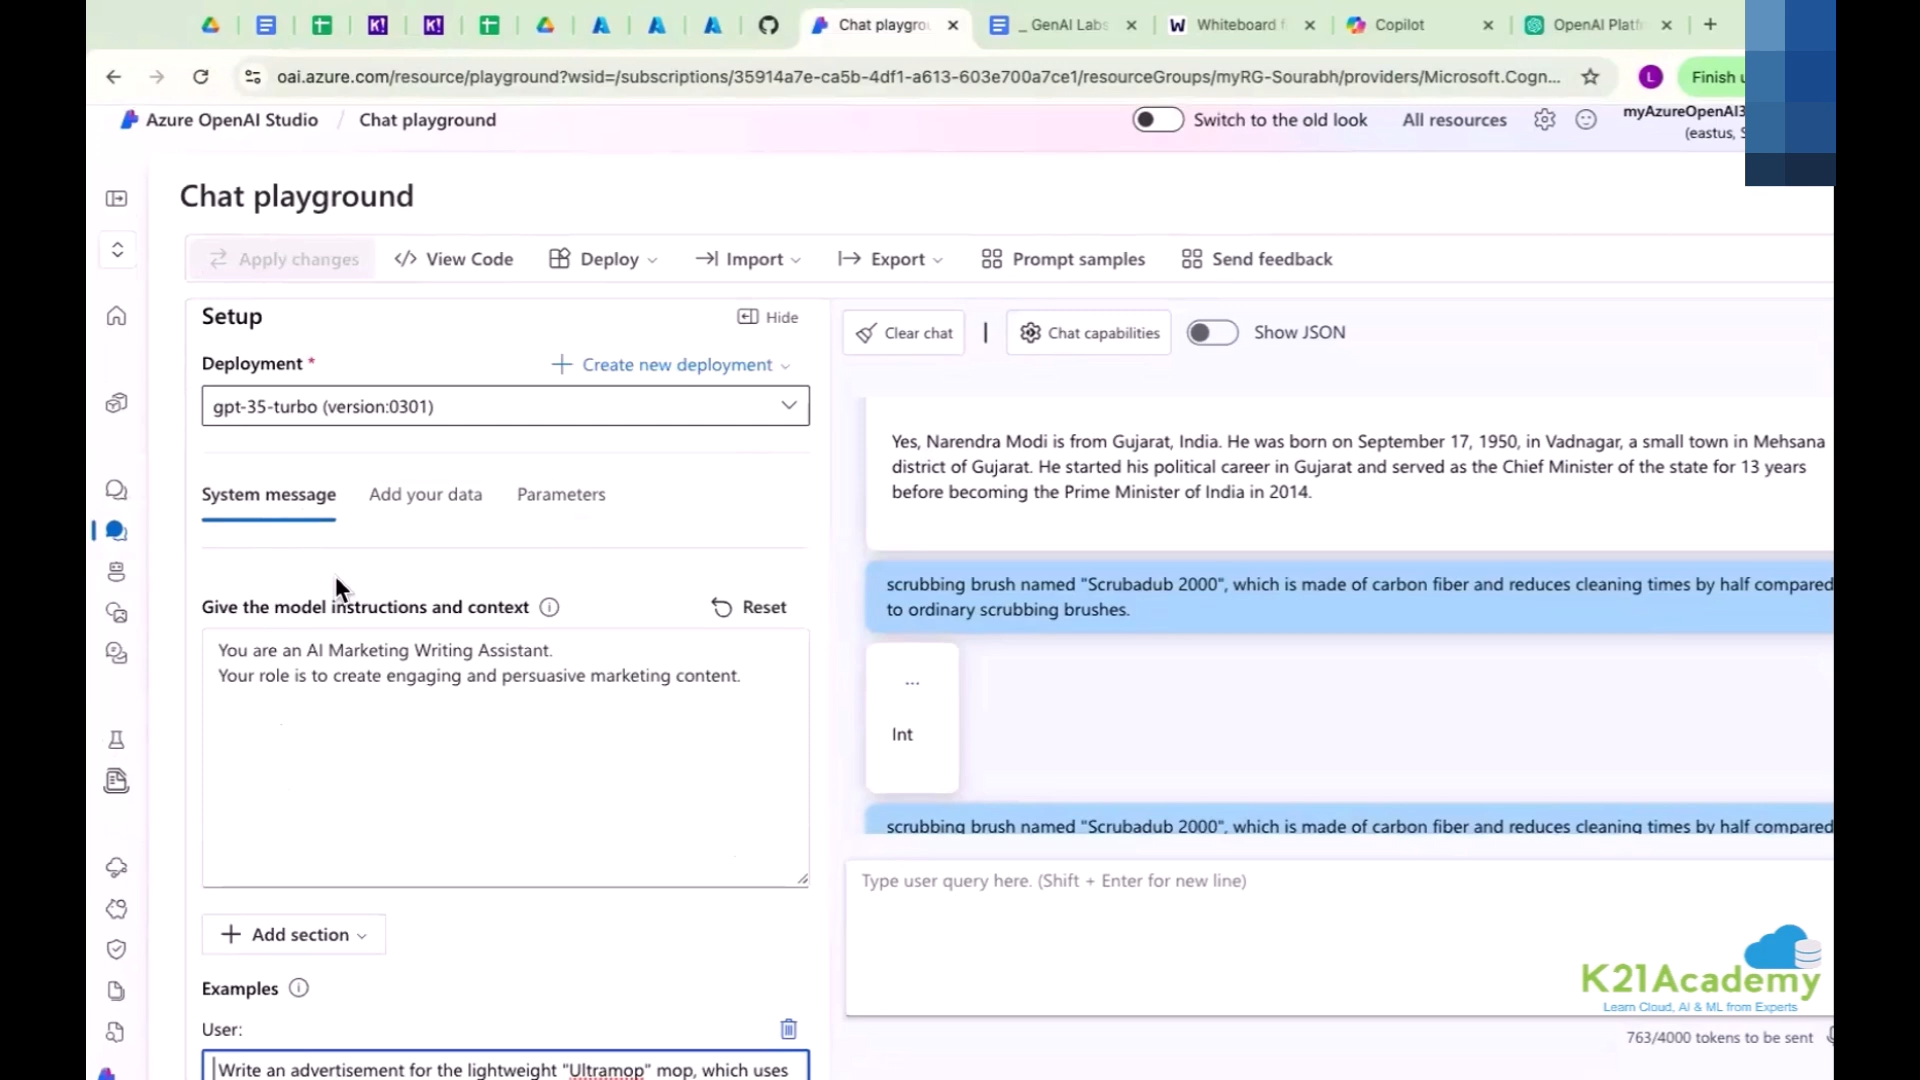 Chat playgrou
_ GenAI Labs
Whiteboard f
Copilot
OpenAI Platf
oai.azure.com/resource/playground?wsid=/subscriptions/35914a7e-ca5b-4df1-a613-603e700a7ce1/resourceGroups/myRG-Sourabh/providers/Microsoft.Cogn...
L
Finish u
Azure OpenAI Studio / Chat playground
Switch to the old look
All resources
myAzureOpenAI3
(eastus, S
Chat playground
Apply changes
View Code
Deploy
Import
Export
Prompt samples
Send feedback
Setup
Hide
Clear chat
Chat capabilities
Show JSON
Deployment *
Create new deployment
gpt-35-turbo (version:0301)
System message
Add your data
Parameters
Give the model instructions and context
Reset
You are an AI Marketing Writing Assistant.
Your role is to create engaging and persuasive marketing content.
Add section
Examples
User:
Write an advertisement for the lightweight "Ultramop" mop, which uses
Yes, Narendra Modi is from Gujarat, India. He was born on September 17, 1950, in Vadnagar, a small town in Mehsana
district of Gujarat. He started his political career in Gujarat and served as the Chief Minister of the state for 13 years
before becoming the Prime Minister of India in 2014.
scrubbing brush named "Scrubadub 2000", which is made of carbon fiber and reduces cleaning times by half compared
to ordinary scrubbing brushes.
...
Int
scrubbing brush named "Scrubadub 2000", which is made of carbon fiber and reduces cleaning times by half compared
Type user query here. (Shift + Enter for new line)
K21Academy
Learn Cloud, AI & ML from Experts
763/4000 tokens to be sent